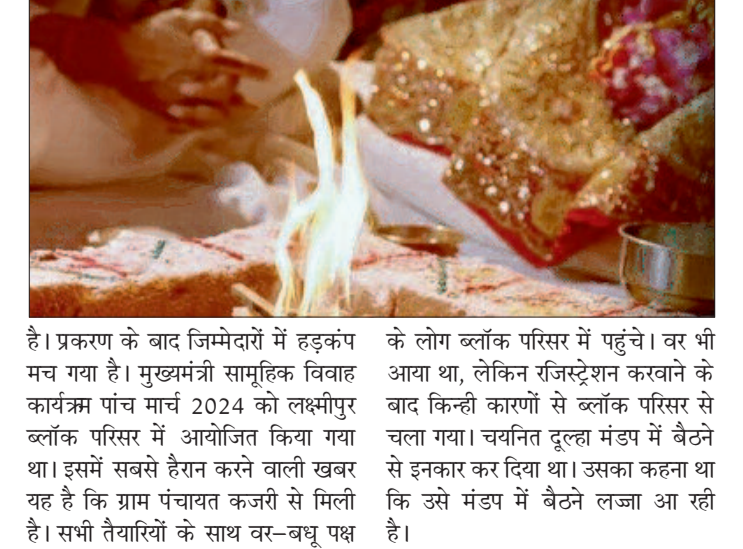 है। प्रकरण के बाद जिम्मेदारों में हड़कंप
मच गया है। मुख्यमंत्री सामूहिक विवाह
कार्यक्रम पांच मार्च 2024 को लक्ष्मीपुर
ब्लॉक परिसर में आयोजित किया गया
था। इसमें सबसे हैरान करने वाली खबर
यह है कि ग्राम पंचायत कजरी से मिली
है। सभी तैयारियों के साथ वर–बधू पक्ष
के लोग ब्लॉक परिसर में पहुंचे। वर भी
आया था, लेकिन रजिस्ट्रेशन करवाने के
बाद किन्ही कारणों से ब्लॉक परिसर से
चला गया। चयनित दूल्हा मंडप में बैठने
से इनकार कर दिया था। उसका कहना था
कि उसे मंडप में बैठने लज्जा आ रही
है।